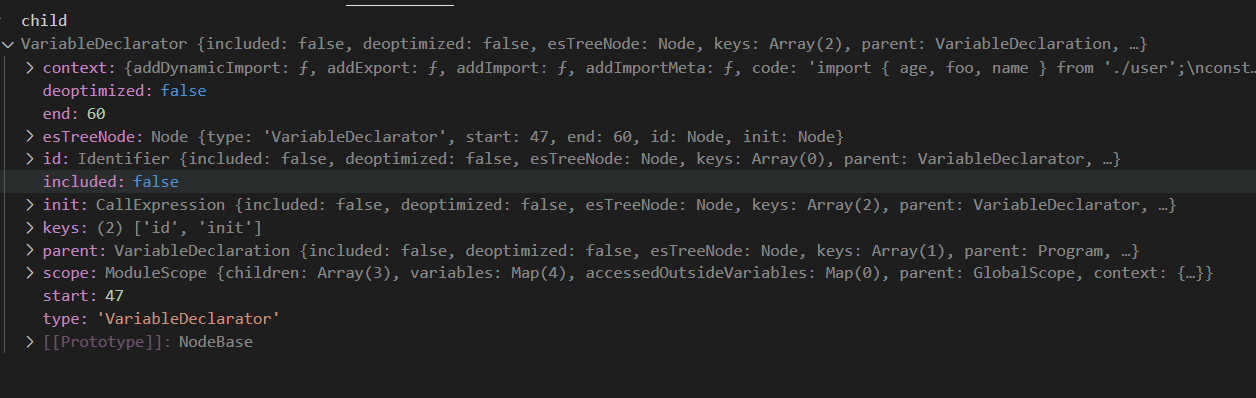 child
VariableDeclarator {included: false, deoptimized: false, esTreeNode: Node, keys: Array(2), parent: VariableDeclaration, …}
context: {addDynamicImport: ƒ, addExport: ƒ, addImport: ƒ, addImportMeta: ƒ, code: 'import { age, foo, name } from './user';\nconst…
deoptimized: false
end: 60
esTreeNode: Node {type: 'VariableDeclarator', start: 47, end: 60, id: Node, init: Node}
id: Identifier {included: false, deoptimized: false, esTreeNode: Node, keys: Array(0), parent: VariableDeclarator, …}
included: false
init: CallExpression {included: false, deoptimized: false, esTreeNode: Node, keys: Array(2), parent: VariableDeclarator, …}
keys: (2) ['id', 'init']
parent: VariableDeclaration {included: false, deoptimized: false, esTreeNode: Node, keys: Array(1), parent: Program, …}
scope: ModuleScope {children: Array(3), variables: Map(4), accessedOutsideVariables: Map(0), parent: GlobalScope, context: {…}}
start: 47
type: 'VariableDeclarator'
[[Prototype]]: NodeBase